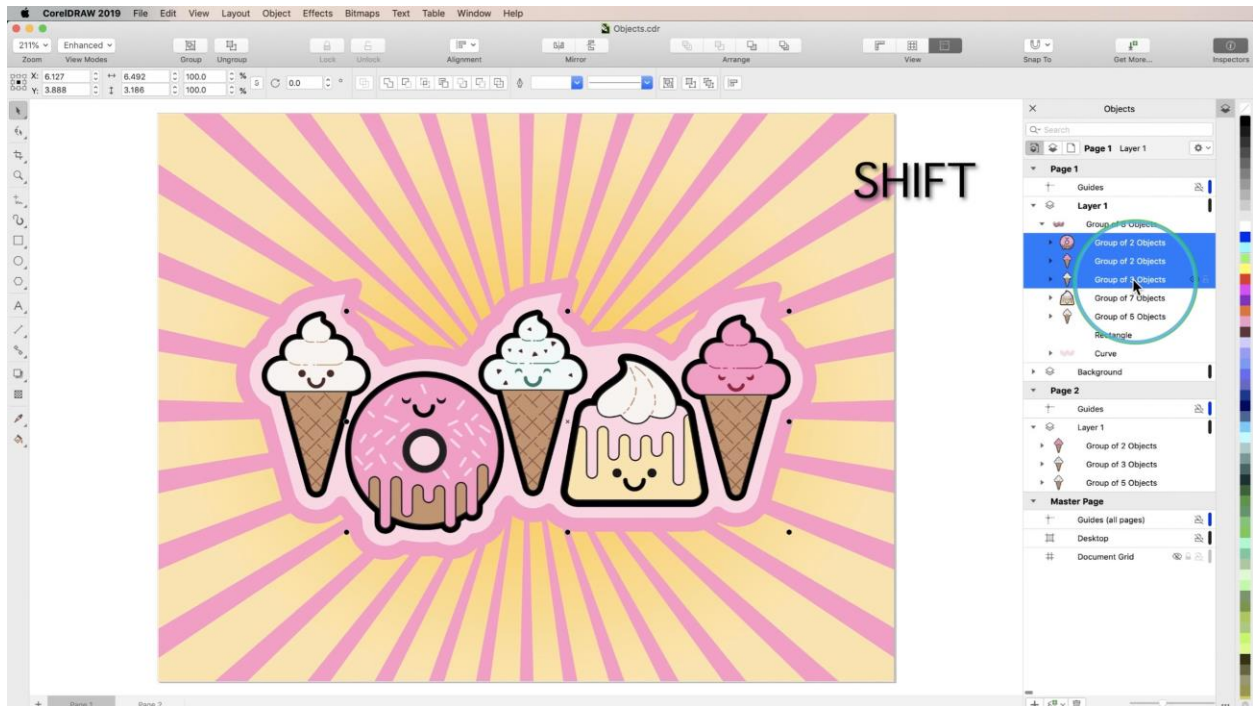 CorelDRAW 2019 File Edit View Layout Object Effects Bitmaps Text Table Window Help
Objects.cdr
211% Enhanced
Zoom View Modes Group Ungroup Lock Unlock Alignment Mirror Arrange View Snap To Get More... Inspectors
X: 6.127 6.492 100.0 % 0.0
Y: 3.888 3.186 100.0 %
SHIFT
Objects
Search
Page 1 Layer 1
Page 1
Guides
Layer 1
Objects
Group of 2 Objects
Group of 2 Objects
Group of 3 Objects
Group of 7 Objects
Group of 5 Objects
Rectangle
Curve
Background
Page 2
Guides
Layer 1
Group of 2 Objects
Group of 3 Objects
Group of 5 Objects
Master Page
Guides (all pages)
Desktop
Document Grid
Page 1 Page 2